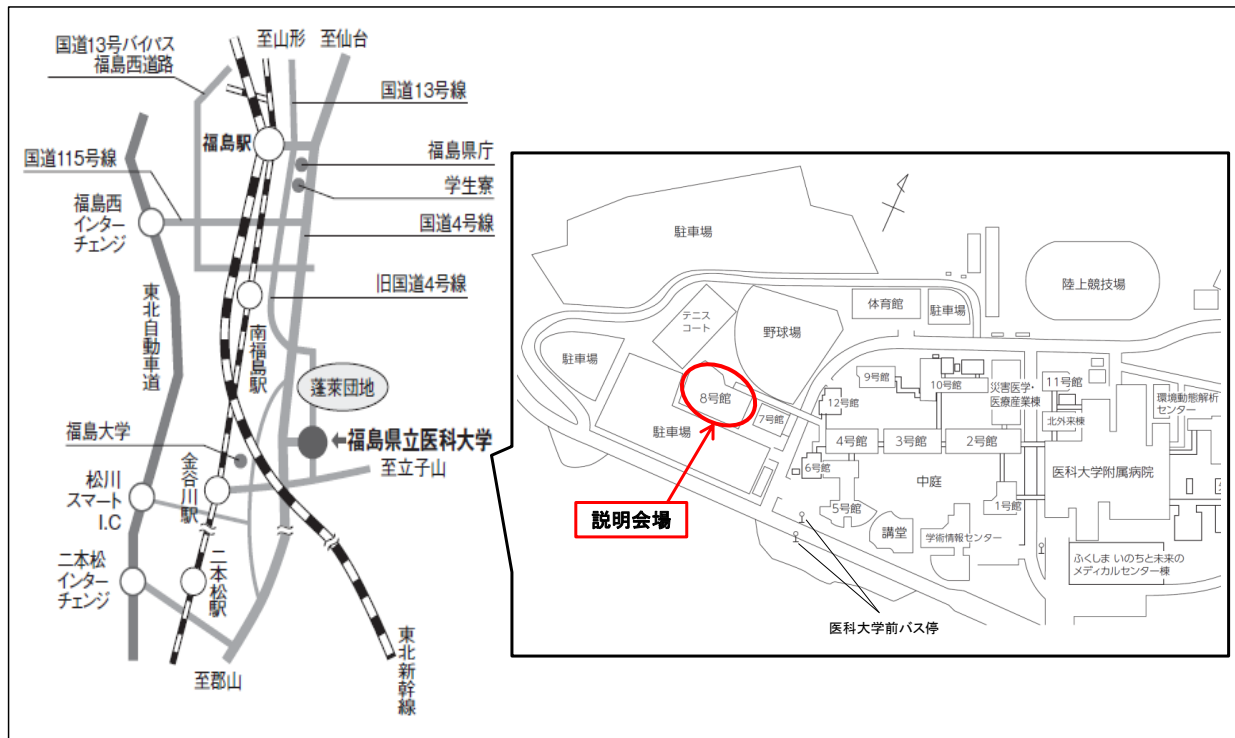 国道13号バイパス
福島西道路
至山形
至仙台
国道13号線
福島駅
福島県庁
国道115号線
学生寮
福島西
インター
チェンジ
国道4号線
旧国道4号線
東北自動車道
南福島駅
蓬莱団地
福島大学
←福島県立医科大学
至立子山
金谷川駅
松川
スマート
I.C
二本松
インター
チェンジ
二本松駅
至郡山
東北新幹線
駐車場
陸上競技場
体育館
駐車場
テニス
コート
野球場
駐車場
8号館
7号館
駐車場
9号館
10号館
災害医学・
医療産業棟
11号館
12号館
北外来棟
環境動態解析
センター
4号館
3号館
2号館
6号館
中庭
医科大学附属病院
1号館
5号館
講堂
学術情報センター
説明会場
ふくしま いのちと未来の
メディカルセンター棟
医科大学前バス停